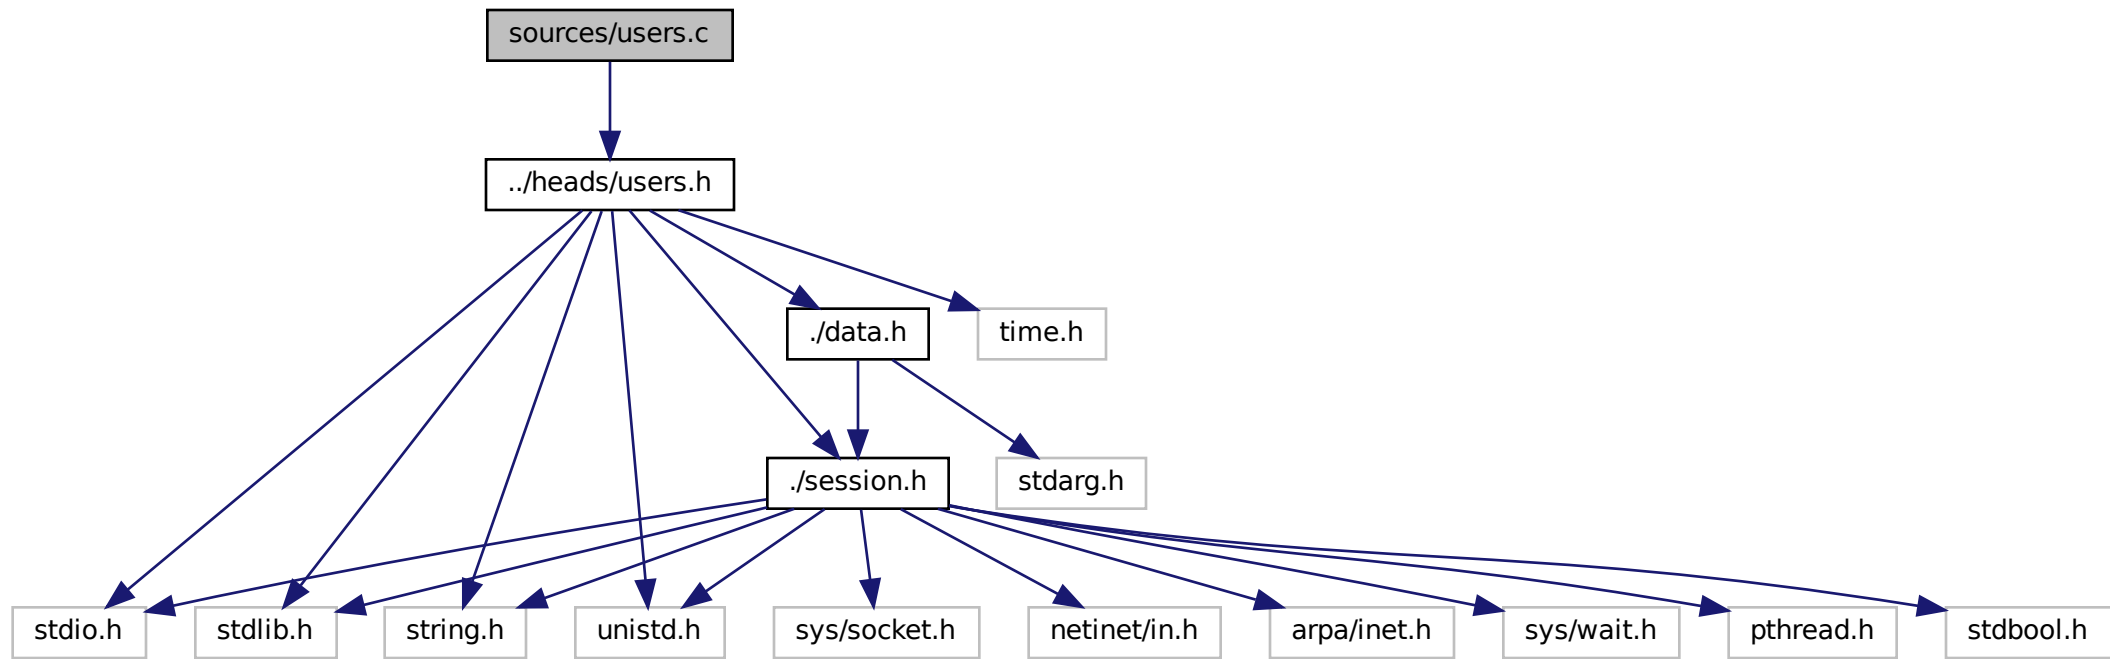 sources/users.c
../heads/users.h
./data.h
time.h
./session.h
stdarg.h
stdio.h
stdlib.h
string.h
unistd.h
sys/socket.h
netinet/in.h
arpa/inet.h
sys/wait.h
pthread.h
stdbool.h